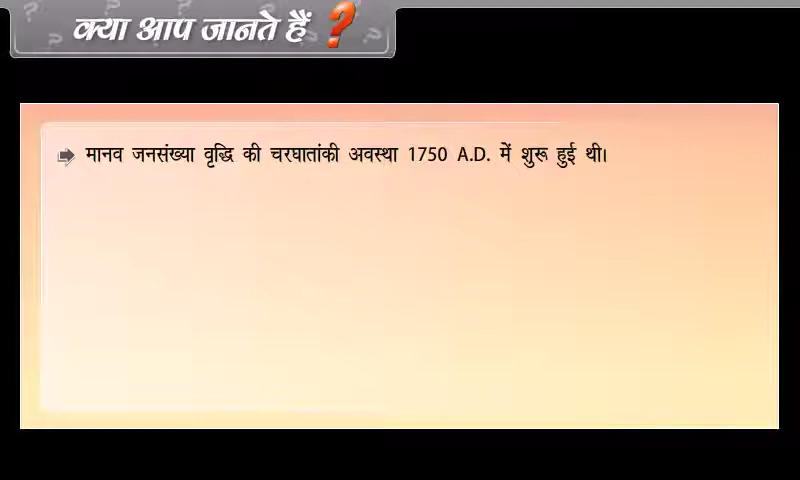 क्या आप जानते हैं ?
मानव जनसंख्या वृद्धि की चरघातांकी अवस्था 1750 A.D. में शुरू हुई थी।